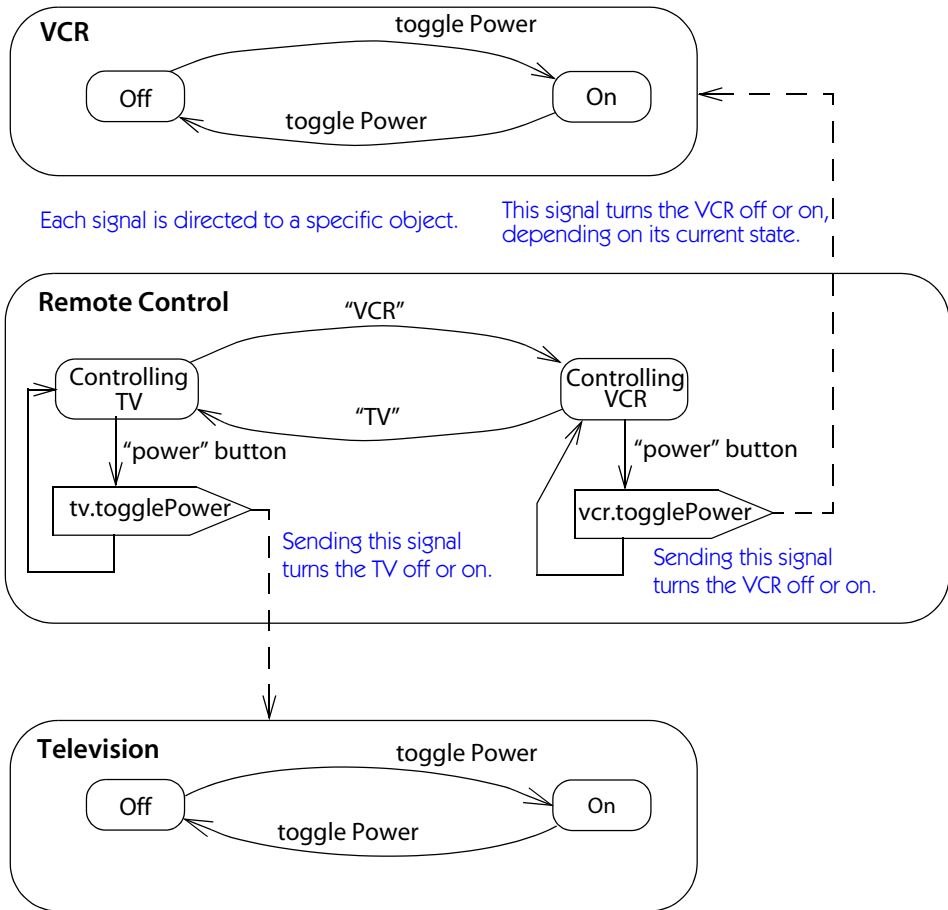 VCR
toggle Power
Off
On
toggle Power
Each signal is directed to a specific object.
This signal turns the VCR off or on,
depending on its current state.
Remote Control
“VCR”
Controlling
TV
Controlling
VCR
“TV”
“power” button
“power” button
tv.togglePower
vcr.togglePower
Sending this signal
turns the TV off or on.
Sending this signal
turns the VCR off or on.
Television
toggle Power
Off
On
toggle Power